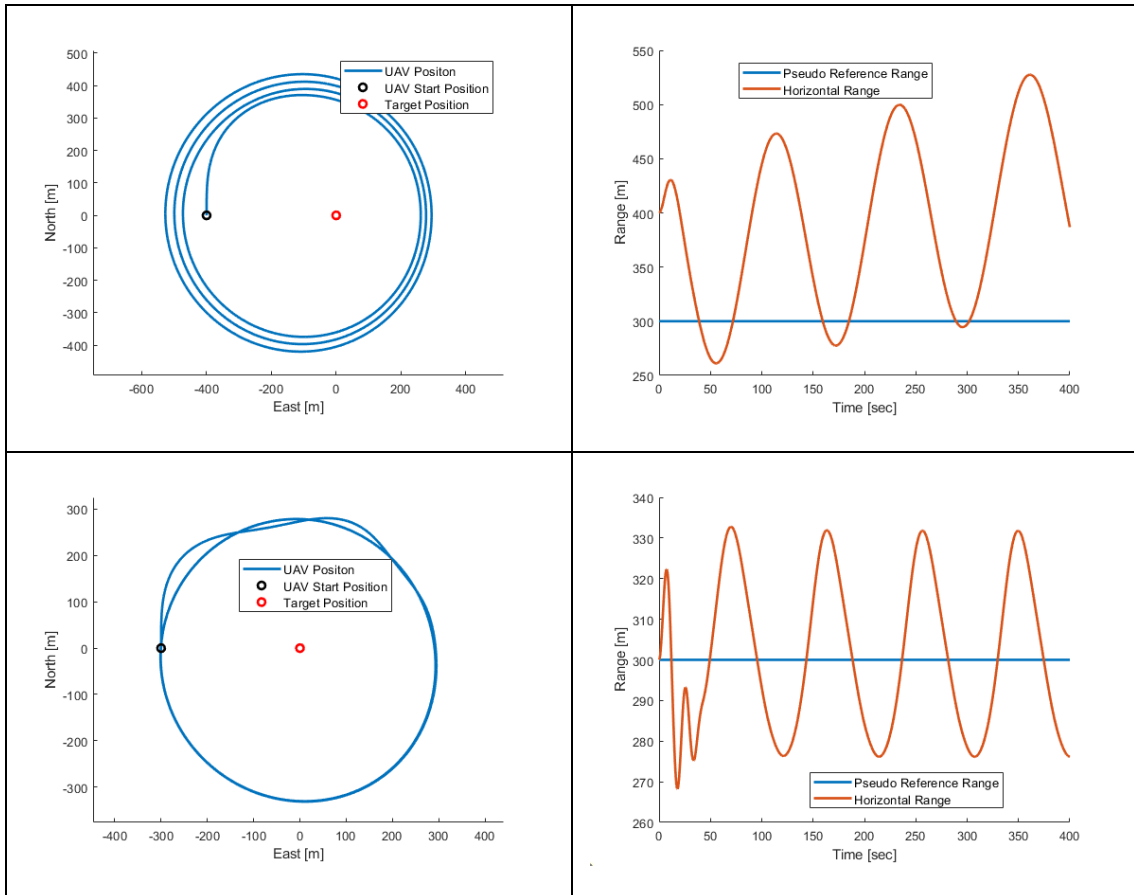 500
400
300
200
100
0
-100
-200
-300
-400
North [m]
UAV Positon
UAV Start Position
Target Position
-600 -400 -200 0 200 400
East [m]
550
500
450
400
350
300
250
Range [m]
Pseudo Reference Range
Horizontal Range
0 50 100 150 200 250 300 350 400
Time [sec]
300
200
100
0
-100
-200
-300
North [m]
UAV Positon
UAV Start Position
Target Position
-400 -300 -200 -100 0 100 200 300 400
East [m]
340
330
320
310
300
290
280
270
260
Range [m]
Pseudo Reference Range
Horizontal Range
0 50 100 150 200 250 300 350 400
Time [sec]